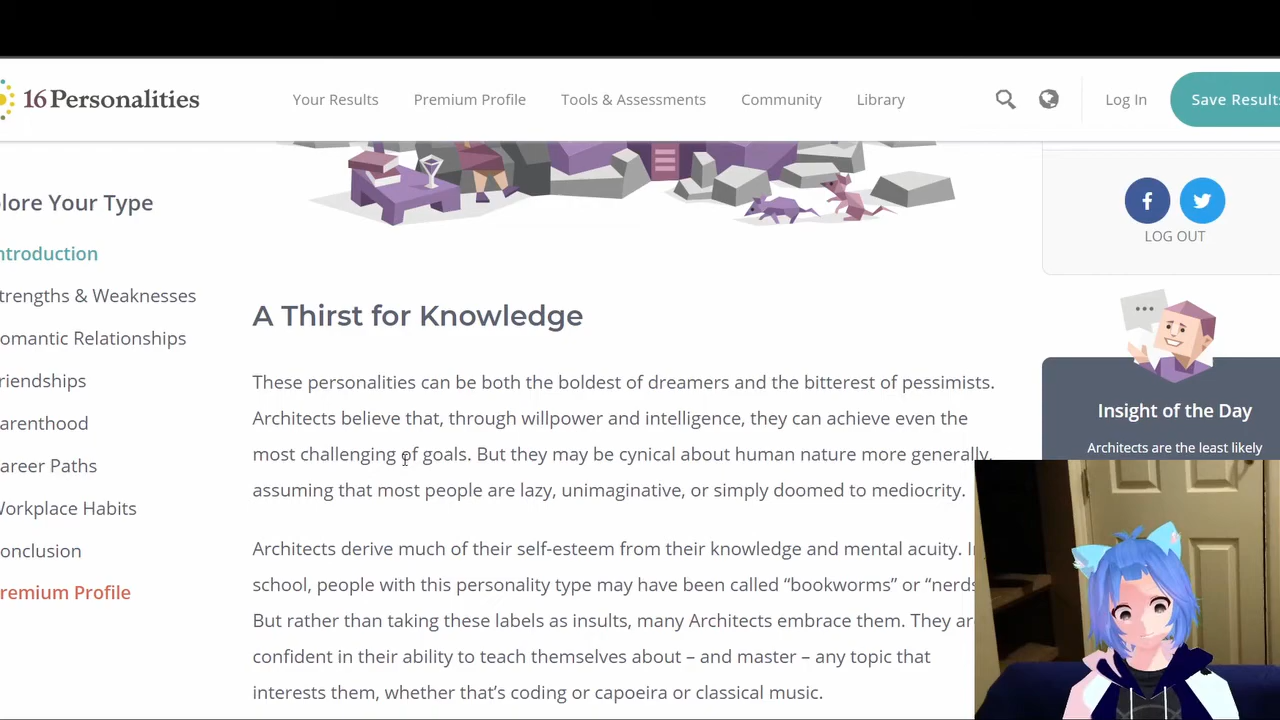 16Personalities
Your Results
Premium Profile
Tools & Assessments
Community
Library
Log In
Save Results
lore Your Type
ntroduction
trengths & Weaknesses
omantic Relationships
riendships
arenthood
areer Paths
Workplace Habits
onclusion
remium Profile
A Thirst for Knowledge
These personalities can be both the boldest of dreamers and the bitterest of pessimists.
Architects believe that, through willpower and intelligence, they can achieve even the
most challenging of goals. But they may be cynical about human nature more generally,
assuming that most people are lazy, unimaginative, or simply doomed to mediocrity.
Architects derive much of their self-esteem from their knowledge and mental acuity. In
school, people with this personality type may have been called “bookworms” or “nerds
But rather than taking these labels as insults, many Architects embrace them. They are
confident in their ability to teach themselves about – and master – any topic that
interests them, whether that’s coding or capoeira or classical music.
LOG OUT
Insight of the Day
Architects are the least likely